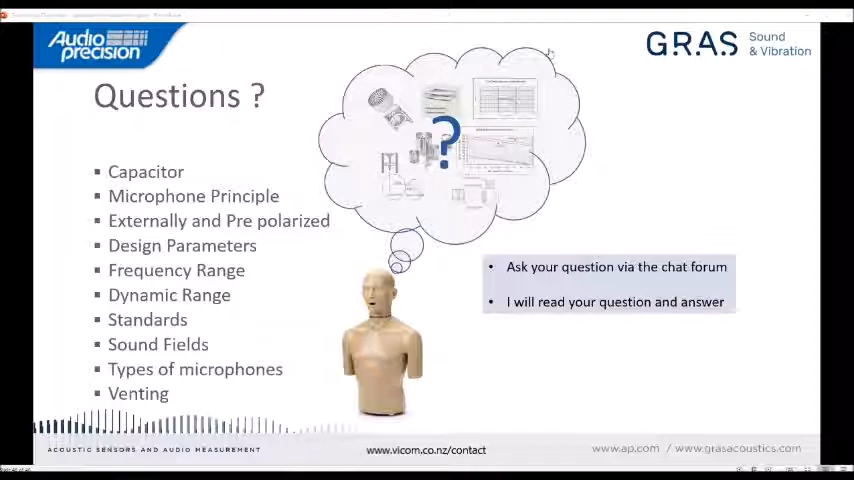 Audio
precision
GRAS
Sound
& Vibration
Questions ?
?
Capacitor
Microphone Principle
Externally and Pre polarized
Design Parameters
Frequency Range
Dynamic Range
Standards
Sound Fields
Types of microphones
Venting
Ask your question via the chat forum
I will read your question and answer
ACOUSTIC SENSORS AND AUDIO MEASUREMENT
www.vicom.co.nz/contact
www.ap.com / www.grasacoustics.com